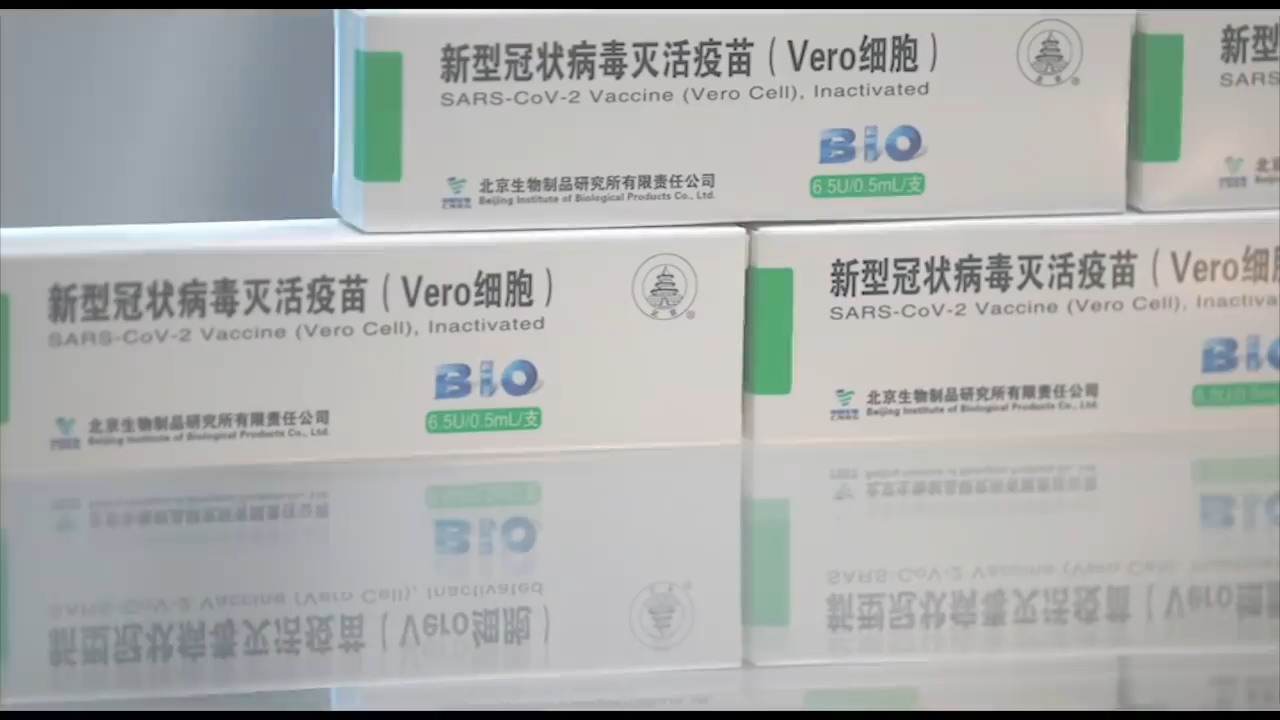 新型冠状病毒灭活疫苗（Vero细胞）
SARS-CoV-2 Vaccine (Vero Cell), Inactivated
BIO
6.5U/0.5mL/支
北京生物制品研究所有限责任公司
Beijing Institute of Biological Products Co., Ltd.
新型
SARS
新型冠状病毒灭活疫苗（Vero细胞）
SARS-CoV-2 Vaccine (Vero Cell), Inactivated
BIO
6.5U/0.5mL/支
北京生物制品研究所有限责任公司
Beijing Institute of Biological Products Co., Ltd.
新型冠状病毒灭活疫苗（Vero细
SARS-CoV-2 Vaccine (Vero Cell), Inactiva
BIO
北京生物制品研究所有限责任公司
Beijing Institute of Biological Products Co., Ltd.